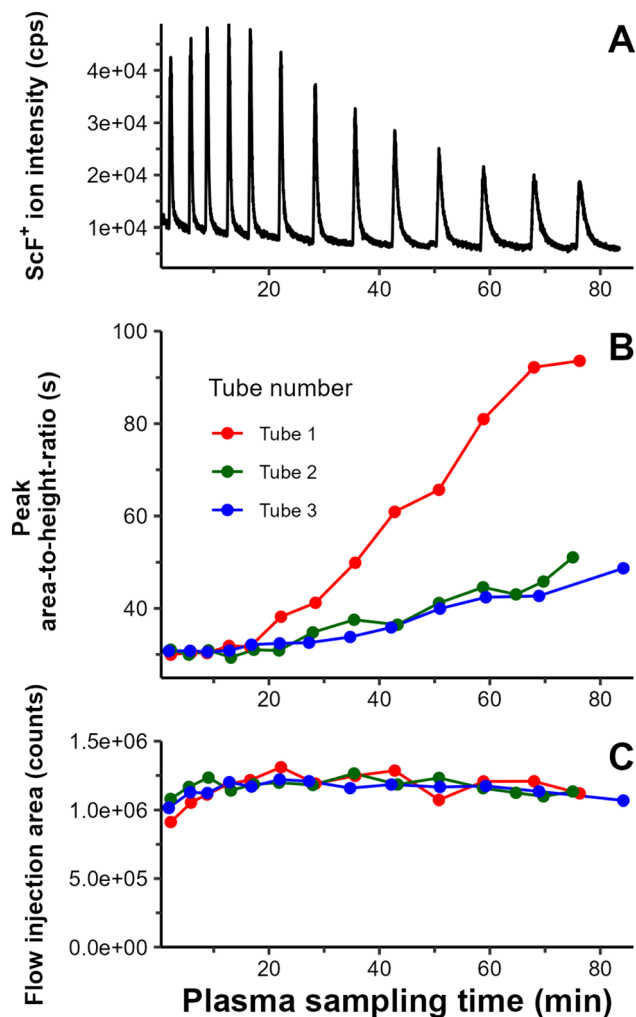 A
ScF⁺ ion intensity (cps)
4e+04
3e+04
2e+04
1e+04
20 40 60 80
B
Peak
area-to-height-ratio (s)
100
80
60
40
Tube number
Tube 1
Tube 2
Tube 3
20 40 60 80
C
Flow injection area (counts)
1.5e+06
1.0e+06
5.0e+05
0.0e+00
20 40 60 80
Plasma sampling time (min)